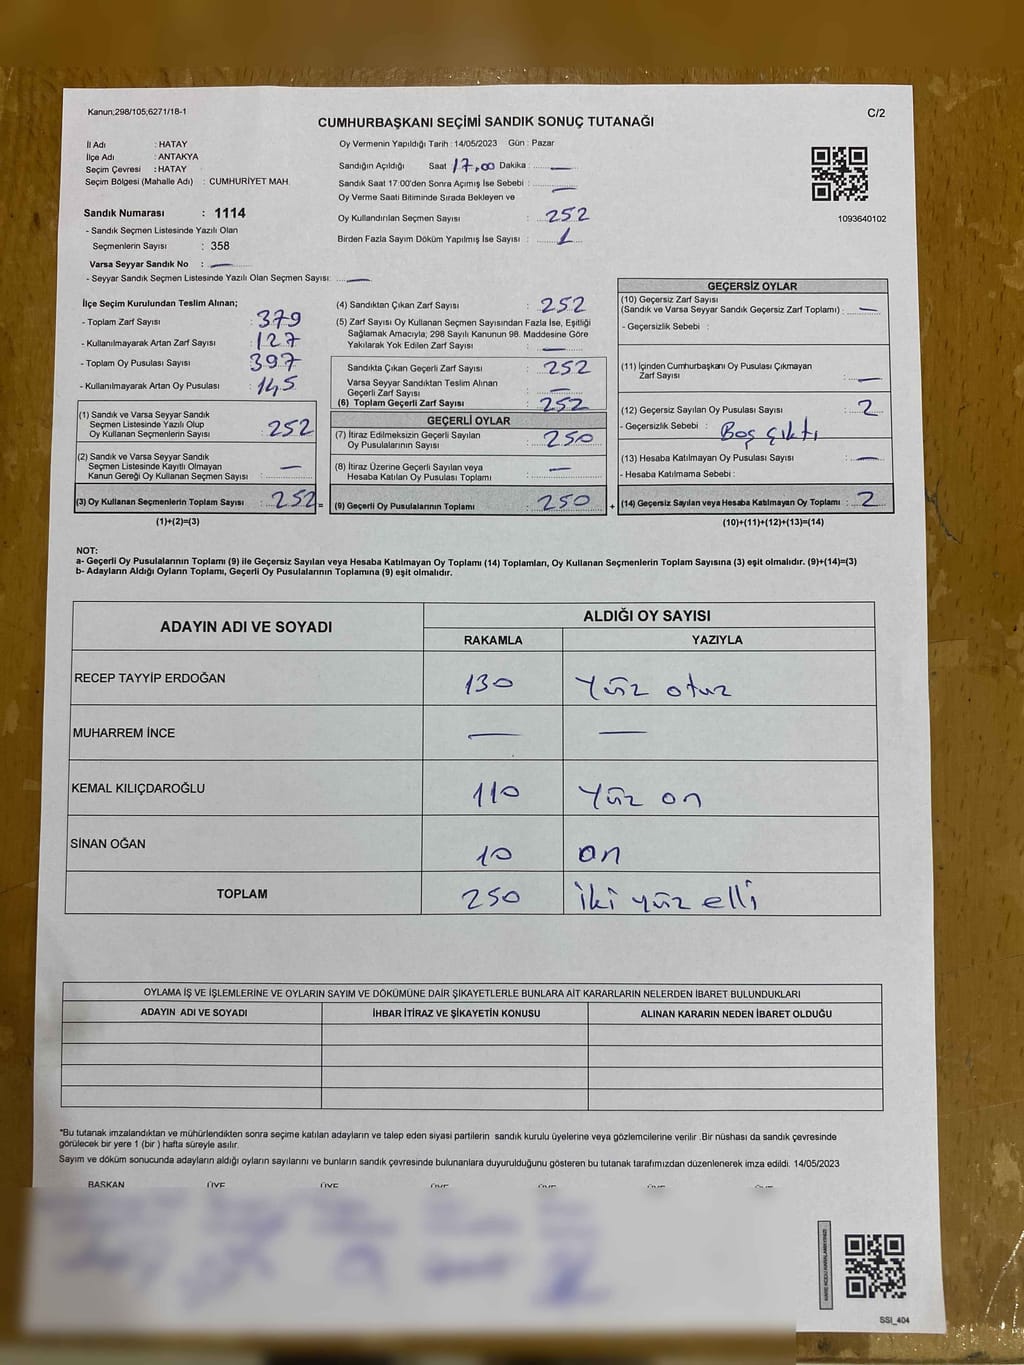 Kanun;298/105;6271/18-1
C/2
CUMHURBAŞKANI SEÇİMİ SANDIK SONUÇ TUTANAĞI
İl Adı : HATAY
İlçe Adı : ANTAKYA
Seçim Çevresi : HATAY
Seçim Bölgesi (Mahalle Adı) : CUMHURİYET MAH.
Sandık Numarası : 1114
- Sandık Seçmen Listesinde Yazılı Olan
Seçmenlerin Sayısı : 358
Varsa Seyyar Sandık No : —
- Seyyar Sandık Seçmen Listesinde Yazılı Olan Seçmen Sayısı: —
Oy Vermenin Yapıldığı Tarih : 14/05/2023 Gün : Pazar
Sandığın Açıldığı Saat 17,00 Dakika : —
Sandık Saat 17:00'den Sonra Açımış İse Sebebi : —
Oy Verme Saati Bitiminde Sırada Bekleyen ve
Oy Kullandırılan Seçmen Sayısı : 252
Birden Fazla Sayım Döküm Yapılmış İse Sayısı : 1
1093640102
İlçe Seçim Kurulundan Teslim Alınan;
- Toplam Zarf Sayısı : 379
- Kullanılmayarak Artan Zarf Sayısı : 127
- Toplam Oy Pusulası Sayısı : 397
- Kullanılmayarak Artan Oy Pusulası : 145
(1) Sandık ve Varsa Seyyar Sandık
Seçmen Listesinde Yazılı Olup
Oy Kullanan Seçmenlerin Sayısı : 252
(2) Sandık ve Varsa Seyyar Sandık
Seçmen Listesinde Kayıtlı Olmayan
Kanun Gereği Oy Kullanan Seçmen Sayısı : —
(3) Oy Kullanan Seçmenlerin Toplam Sayısı : 252 =
(1)+(2)=(3)
(4) Sandıktan Çıkan Zarf Sayısı : 252
(5) Zarf Sayısı Oy Kullanan Seçmen Sayısından Fazla İse, Eşitliği
Sağlamak Amacıyla, 298 Sayılı Kanunun 98. Maddesine Göre
Yakılarak Yok Edilen Zarf Sayısı : —
Sandıkta Çıkan Geçerli Zarf Sayısı : 252
Varsa Seyyar Sandıktan Teslim Alınan
Geçerli Zarf Sayısı : —
(6) Toplam Geçerli Zarf Sayısı : 252
GEÇERLİ OYLAR
(7) İtiraz Edilmeksizin Geçerli Sayılan
Oy Pusulalarının Sayısı : 250
(8) İtiraz Üzerine Geçerli Sayılan veya
Hesaba Katılan Oy Pusulası Toplamı : —
(9) Geçerli Oy Pusulalarının Toplamı : 250 +
GEÇERSİZ OYLAR
(10) Geçersiz Zarf Sayısı
(Sandık ve Varsa Seyyar Sandık Geçersiz Zarf Toplamı) : —
- Geçersizlik Sebebi :
(11) İçinden Cumhurbaşkanı Oy Pusulası Çıkmayan
Zarf Sayısı : —
(12) Geçersiz Sayılan Oy Pusulası Sayısı : 2
- Geçersizlik Sebebi : Boş çıktı
(13) Hesaba Katılmayan Oy Pusulası Sayısı : —
- Hesaba Katılmama Sebebi :
(14) Geçersiz Sayılan veya Hesaba Katılmayan Oy Toplamı : 2
(10)+(11)+(12)+(13)=(14)
NOT:
a- Geçerli Oy Pusulalarının Toplamı (9) ile Geçersiz Sayılan veya Hesaba Katılmayan Oy Toplamı (14) Toplamları, Oy Kullanan Seçmenlerin Toplam Sayısına (3) eşit olmalıdır. (9)+(14)=(3)
b- Adayların Aldığı Oyların Toplamı, Geçerli Oy Pusulalarının Toplamına (9) eşit olmalıdır.
ADAYIN ADI VE SOYADI
ALDIĞI OY SAYISI
RAKAMLA YAZIYLA
RECEP TAYYİP ERDOĞAN 130 Yüz otuz
MUHARREM İNCE — —
KEMAL KILIÇDAROĞLU 110 Yüz on
SİNAN OĞAN 10 on
TOPLAM 250 iki yüz elli
OYLAMA İŞ VE İŞLEMLERİNE VE OYLARIN SAYIM VE DÖKÜMÜNE DAİR ŞİKAYETLERLE BUNLARA AİT KARARLARIN NELERDEN İBARET BULUNDUKLARI
ADAYIN ADI VE SOYADI İHBAR İTİRAZ VE ŞİKAYETİN KONUSU ALINAN KARARIN NEDEN İBARET OLDUĞU
*Bu tutanak imzalandıktan ve mühürlendikten sonra seçime katılan adayların ve talep eden siyasi partilerin sandık kurulu üyelerine veya gözlemcilerine verilir .Bir nüshası da sandık çevresinde
görülecek bir yere 1 (bir ) hafta süreyle asılır.
Sayım ve döküm sonucunda adayların aldığı oyların sayılarını ve bunların sandık çevresinde bulunanlara duyurulduğunu gösteren bu tutanak tarafımızdan düzenlenerek imza edildi. 14/05/2023
BAŞKAN ÜYE ÜYE ÜYE ÜYE ÜYE ÜYE
SSI_404